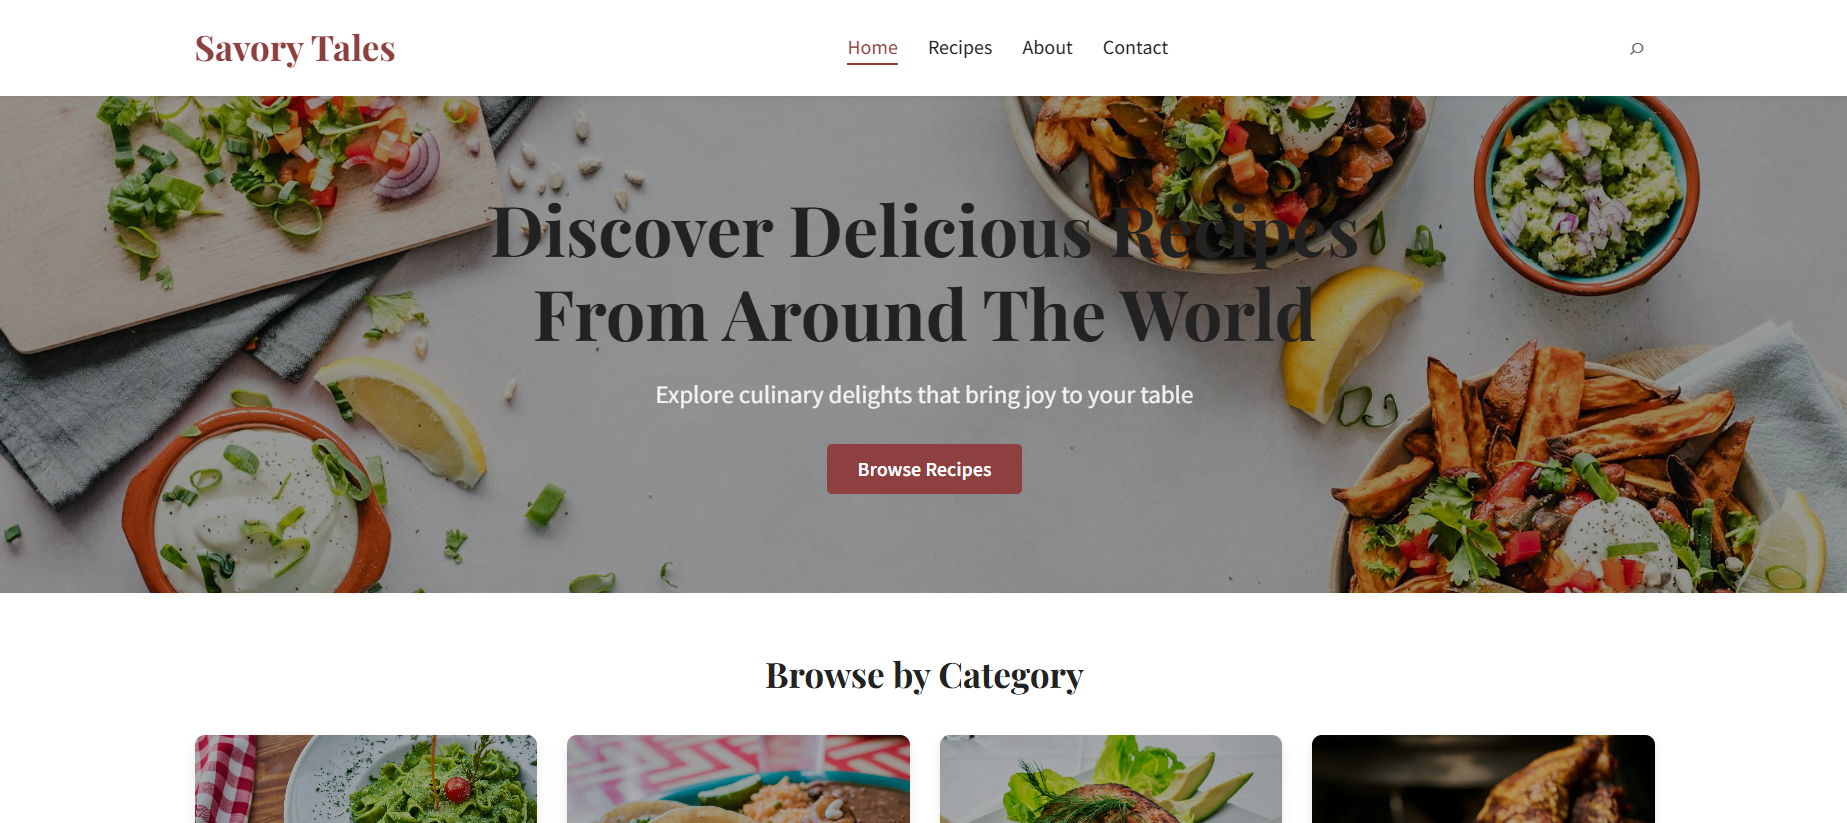 Savory Tales
Home Recipes About Contact
Discover Delicious Recipes
From Around The World
Explore culinary delights that bring joy to your table
Browse Recipes
Browse by Category